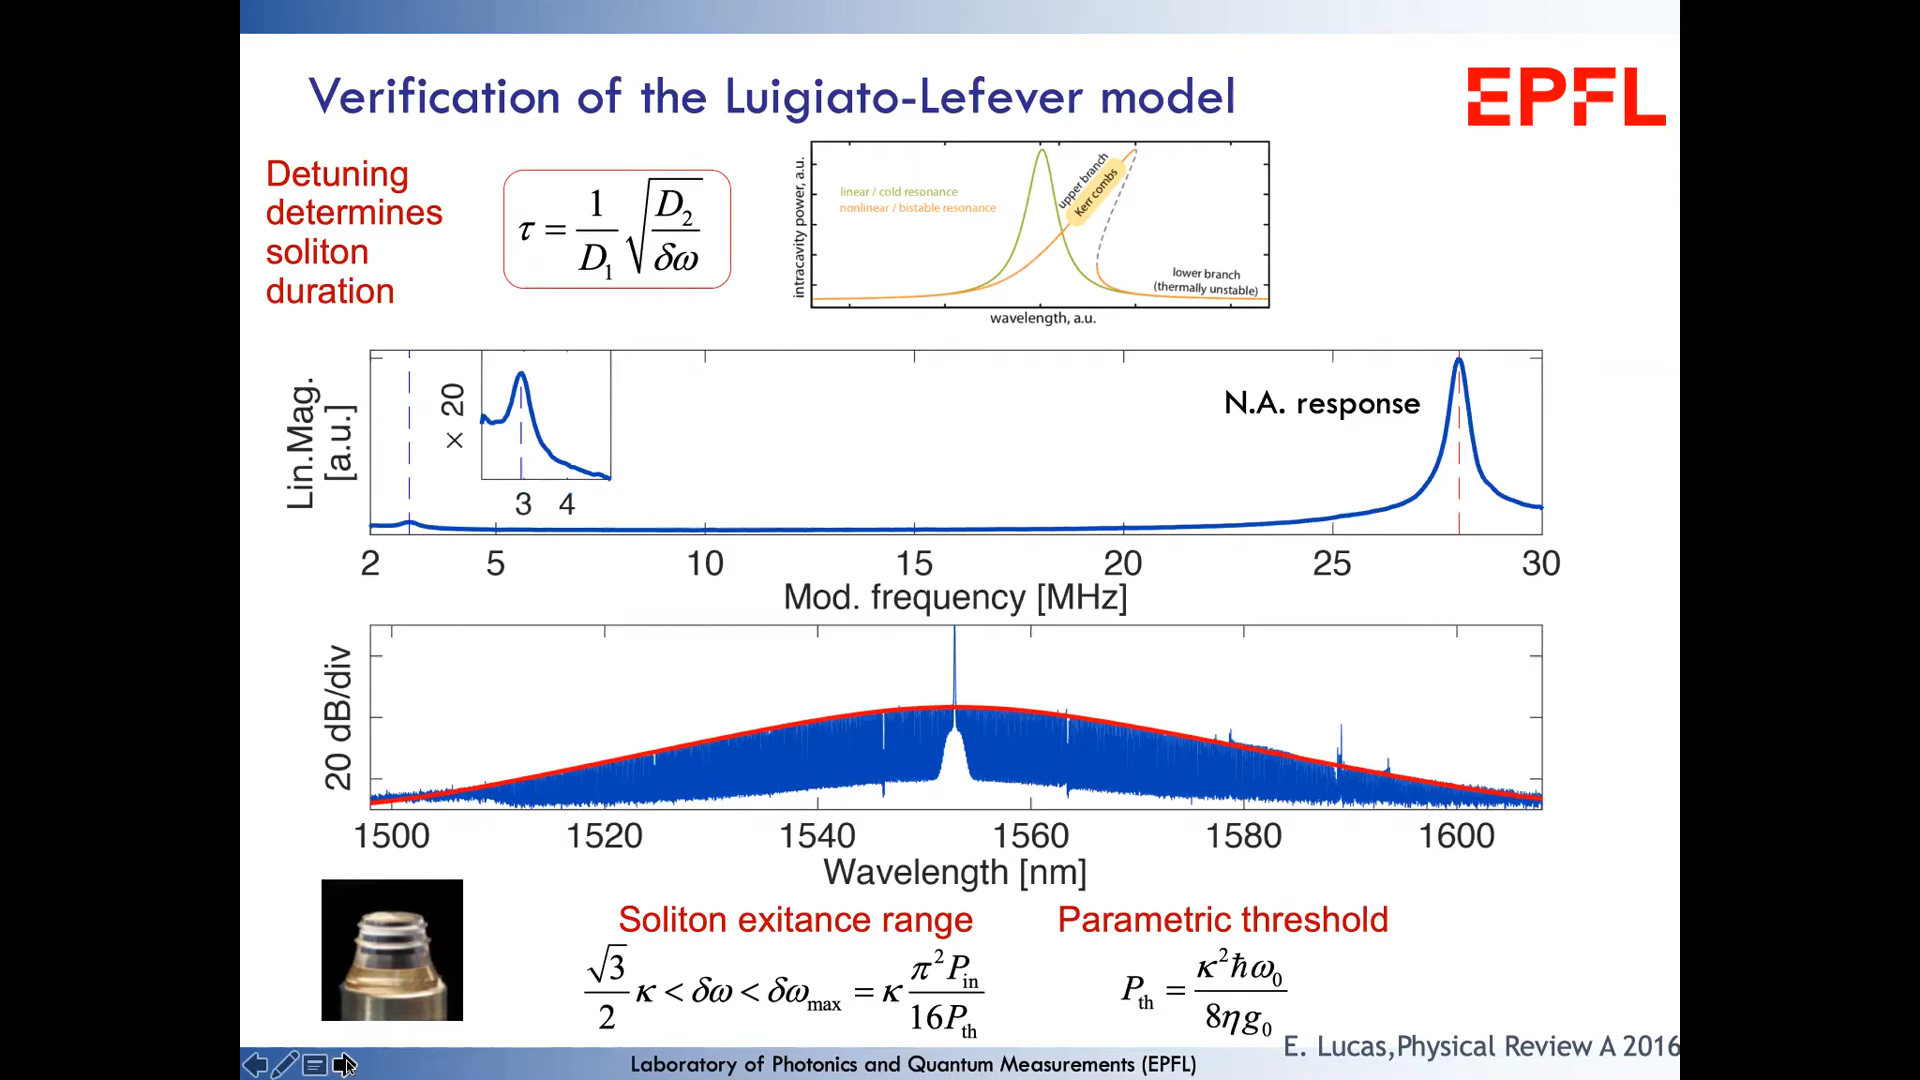 Verification of the Luigiato-Lefever model
EPFL
Detuning
determines
soliton
duration
τ = 1/D₁ √(D₂/δω)
intracavity power, a.u.
linear / cold resonance
nonlinear / bistable resonance
upper branch
Kerr combs
lower branch
(thermally unstable)
wavelength, a.u.
Lin.Mag.
[a.u.]
× 20
3 4
N.A. response
2 5 10 15 20 25 30
Mod. frequency [MHz]
20 dB/div
1500 1520 1540 1560 1580 1600
Wavelength [nm]
Soliton exitance range
√3/2 κ < δω < δω_max = κ π² P_in / 16P_th
Parametric threshold
P_th = κ²ħω₀ / 8ηg₀
E. Lucas,Physical Review A 2016
Laboratory of Photonics and Quantum Measurements (EPFL)